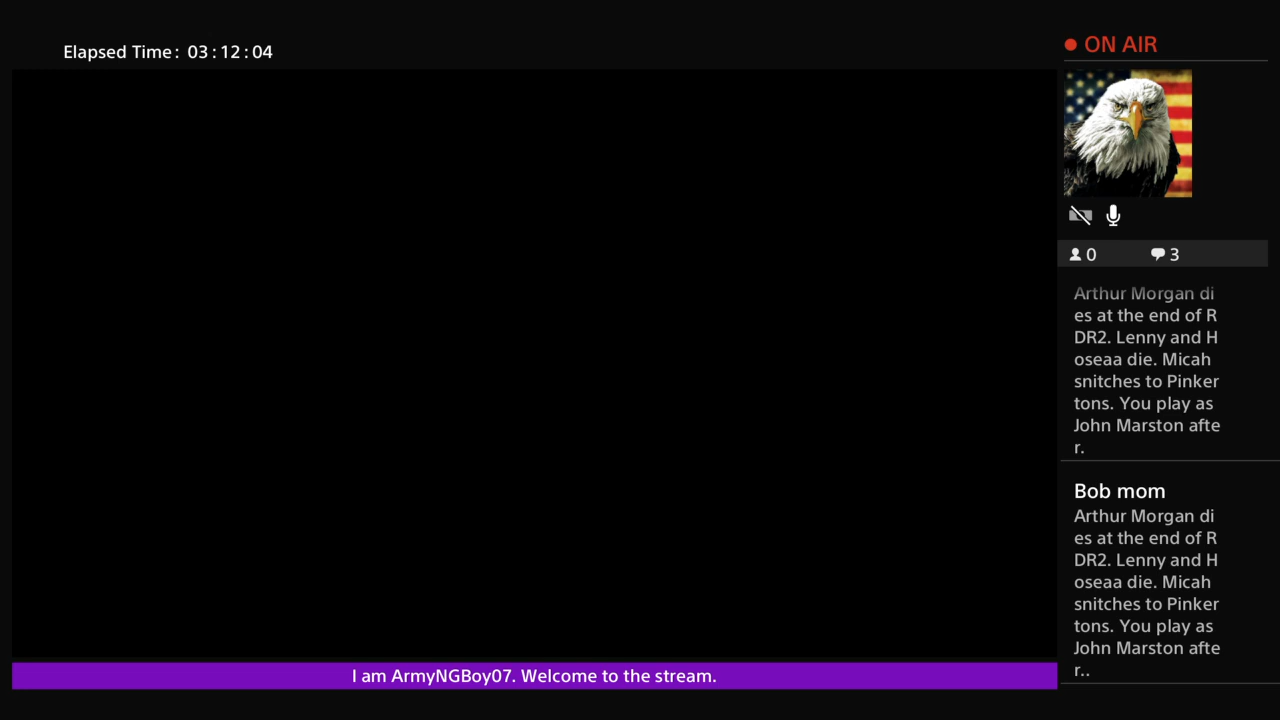 Elapsed Time: 03:12:04
ON AIR
0
3
Arthur Morgan di
es at the end of R
DR2. Lenny and H
oseaa die. Micah
snitches to Pinker
tons. You play as
John Marston afte
r.
Bob mom
Arthur Morgan di
es at the end of R
DR2. Lenny and H
oseaa die. Micah
snitches to Pinker
tons. You play as
John Marston afte
r..
I am ArmyNGBoy07. Welcome to the stream.